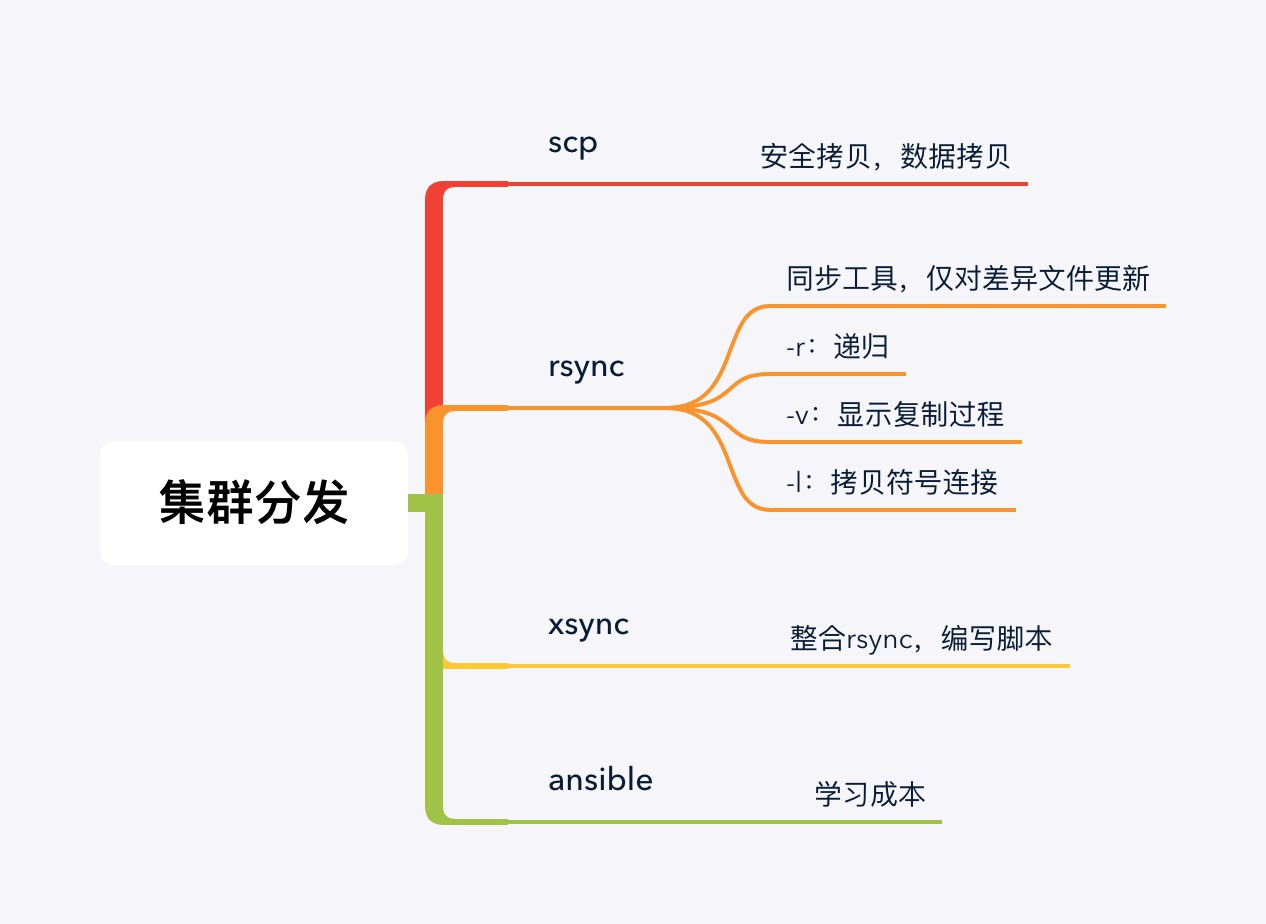 集群分发
scp
安全拷贝，数据拷贝
rsync
同步工具，仅对差异文件更新
-r：递归
-v：显示复制过程
-l：拷贝符号连接
xsync
整合rsync，编写脚本
ansible
学习成本